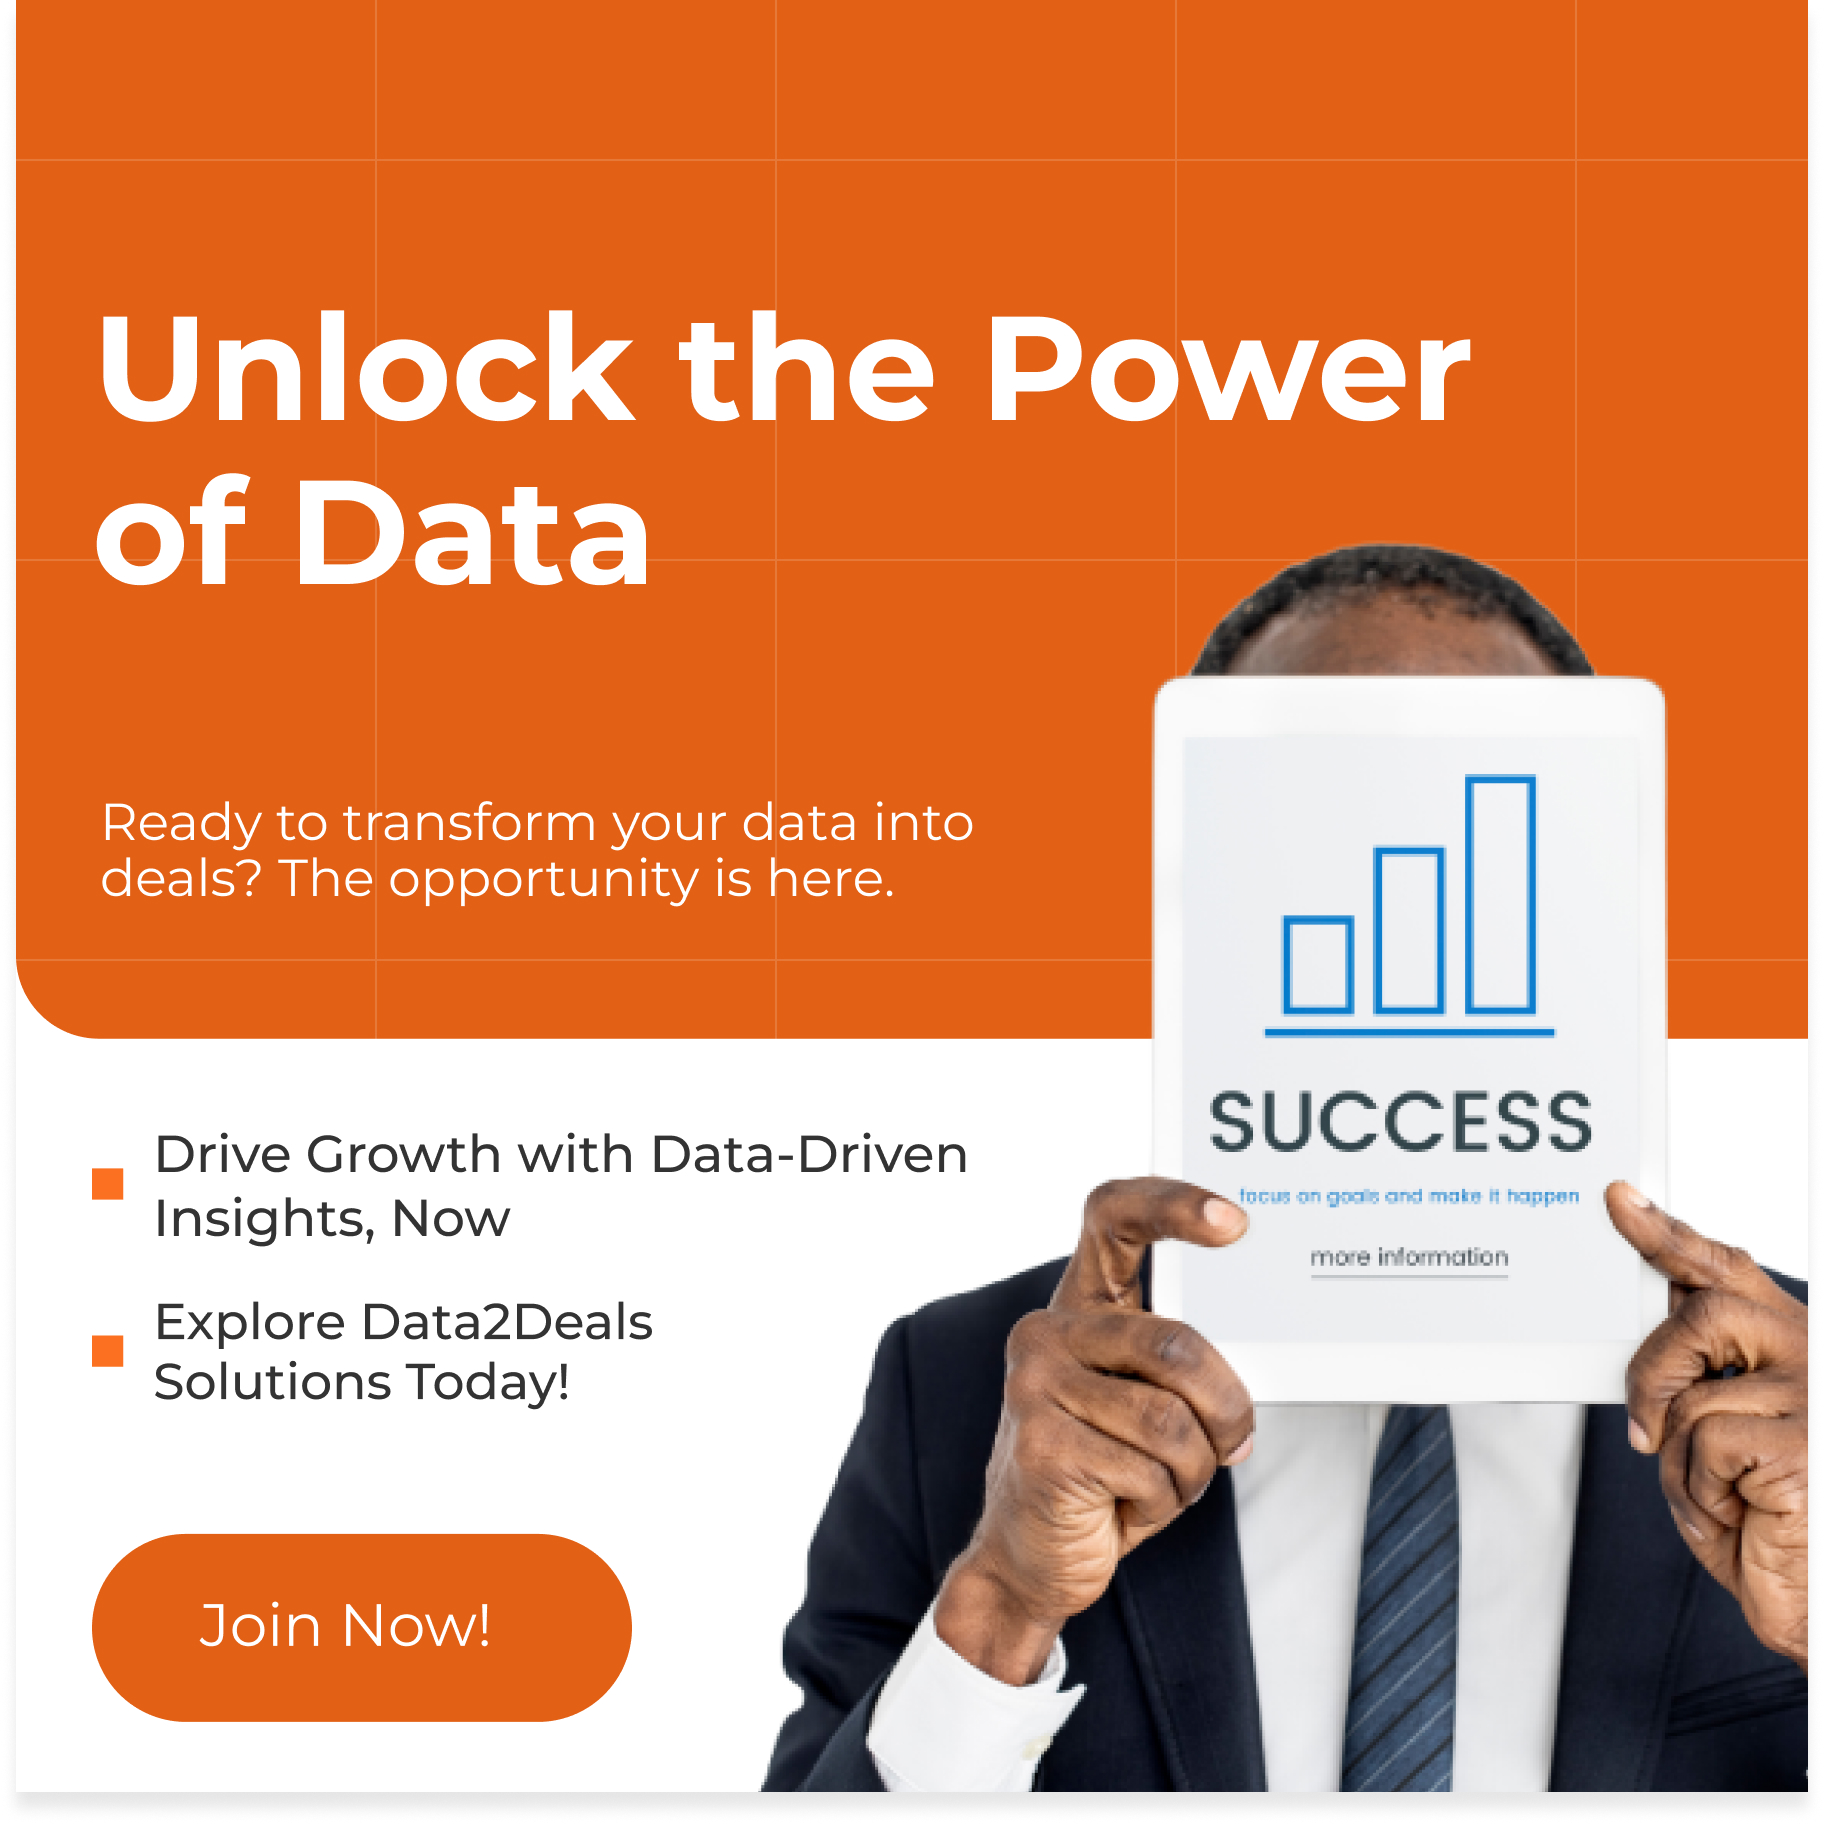 Unlock the Power
of Data
Ready to transform your data into
deals? The opportunity is here.
Drive Growth with Data-Driven
Insights, Now
Explore Data2Deals
Solutions Today!
Join Now!
SUCCESS
focus on goals and make it happen
more information